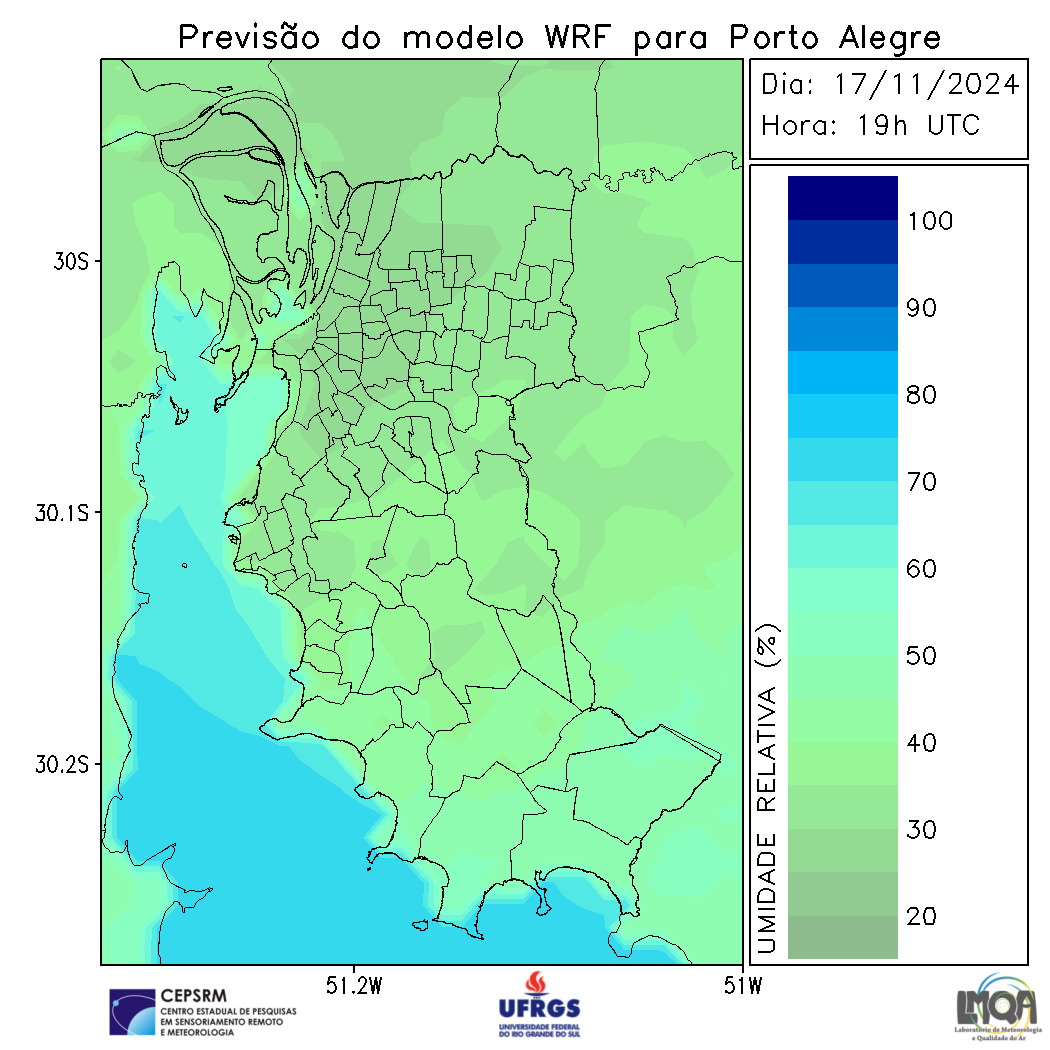 Previsão do modelo WRF para Porto Alegre
Dia: 17/11/2024
Hora: 19h UTC
30S
30.1S
30.2S
51.2W
51W
UMIDADE RELATIVA (%)
100
90
80
70
60
50
40
30
20
CEPSRM
CENTRO ESTADUAL DE PESQUISAS
EM SENSORIAMENTO REMOTO
E METEOROLOGIA
UFRGS
UNIVERSIDADE FEDERAL
DO RIO GRANDE DO SUL
LMQA
Laboratório de Meteorologia
e Qualidade do Ar